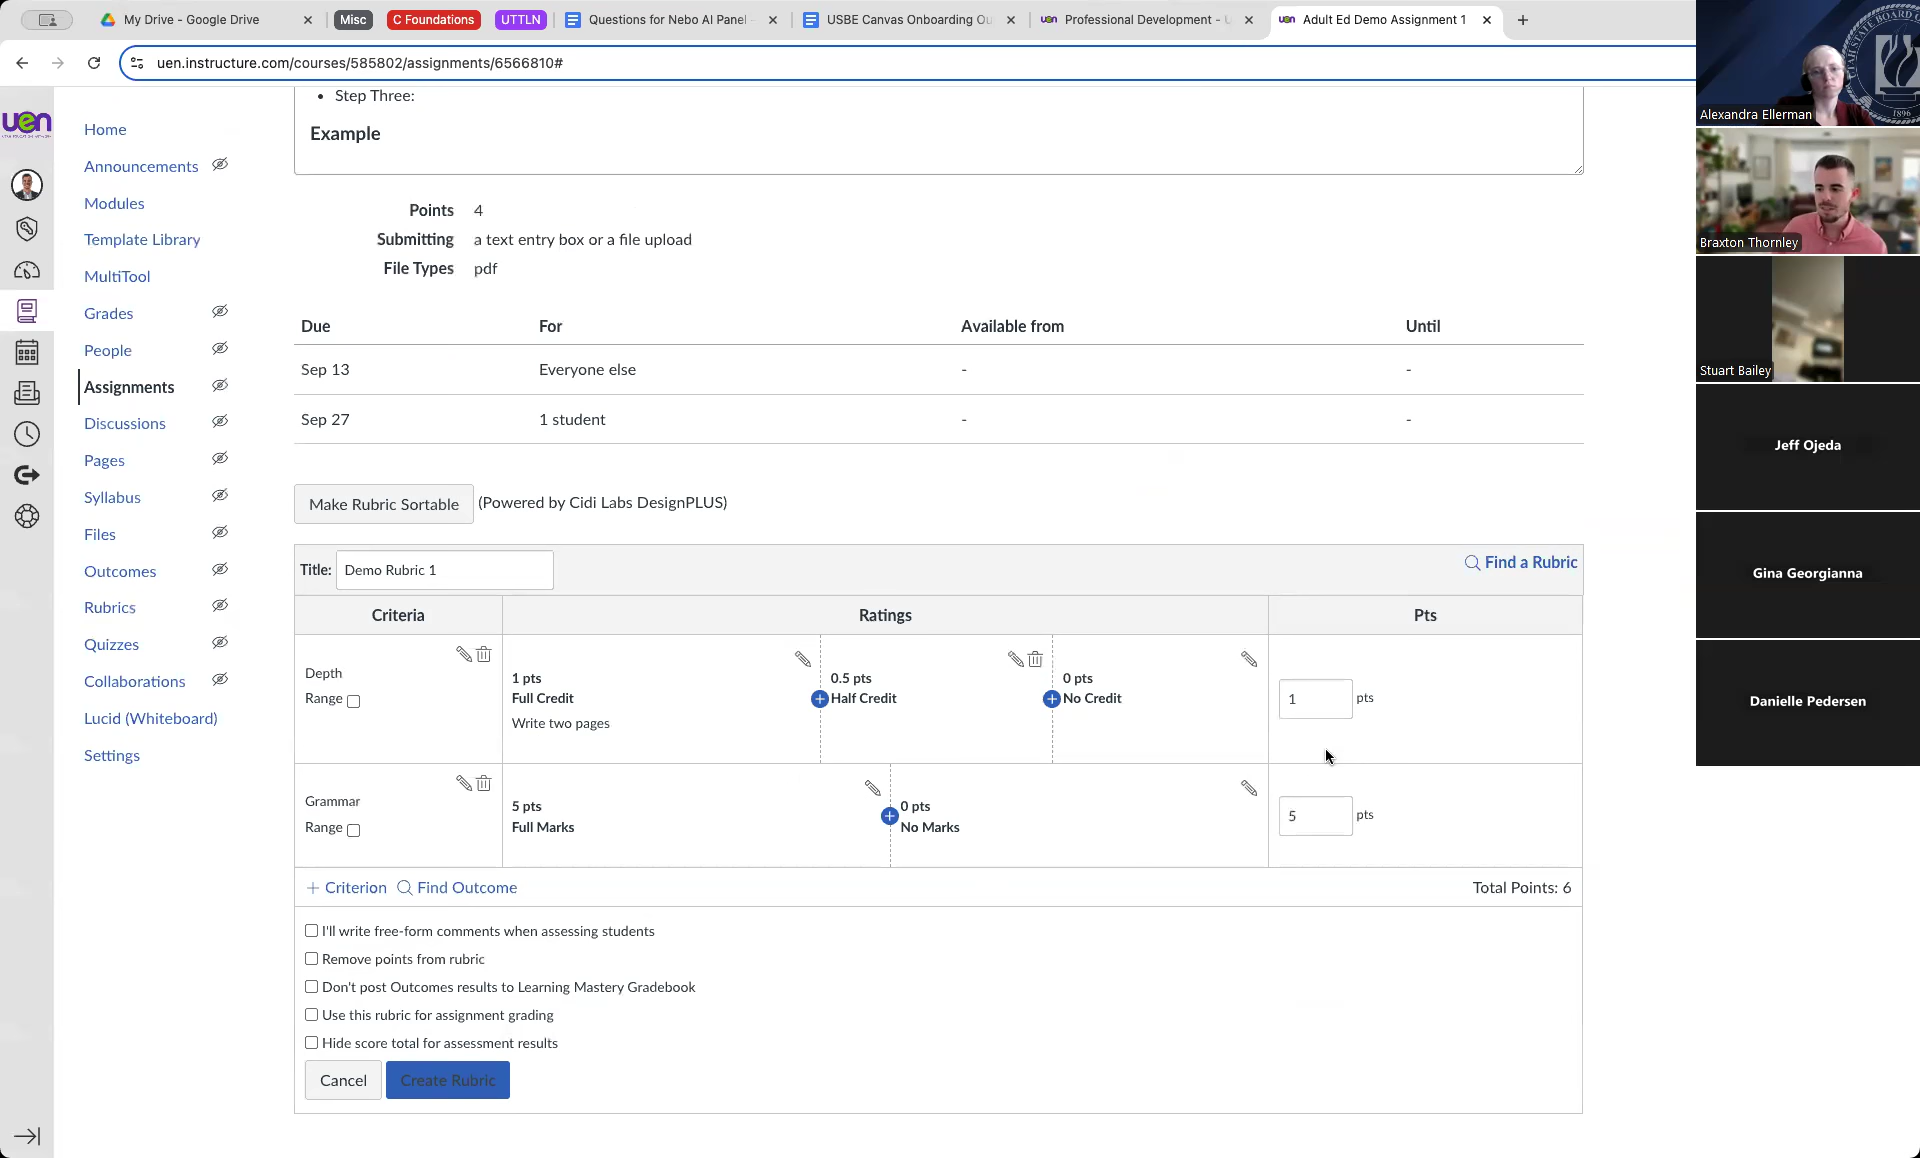 My Drive - Google Drive
Misc
C Foundations
UTTLN
Questions for Nebo AI Panel
USBE Canvas Onboarding Ou
Professional Development -
Adult Ed Demo Assignment 1
uen.instructure.com/courses/585802/assignments/6566810#
uen
Home
Announcements
Modules
Template Library
MultiTool
Grades
People
Assignments
Discussions
Pages
Syllabus
Files
Outcomes
Rubrics
Quizzes
Collaborations
Lucid (Whiteboard)
Settings
• Step Three:
Example
Points 4
Submitting a text entry box or a file upload
File Types pdf
Due For Available from Until
Sep 13 Everyone else - -
Sep 27 1 student - -
Make Rubric Sortable (Powered by Cidi Labs DesignPLUS)
Title: Demo Rubric 1 Find a Rubric
Criteria Ratings Pts
Depth
Range
1 pts
Full Credit
Write two pages
0.5 pts
Half Credit
0 pts
No Credit
1 pts
Grammar
Range
5 pts
Full Marks
0 pts
No Marks
5 pts
+ Criterion Find Outcome Total Points: 6
I'll write free-form comments when assessing students
Remove points from rubric
Don't post Outcomes results to Learning Mastery Gradebook
Use this rubric for assignment grading
Hide score total for assessment results
Cancel Create Rubric
Alexandra Ellerman
1896
Braxton Thornley
Stuart Bailey
Jeff Ojeda
Gina Georgianna
Danielle Pedersen